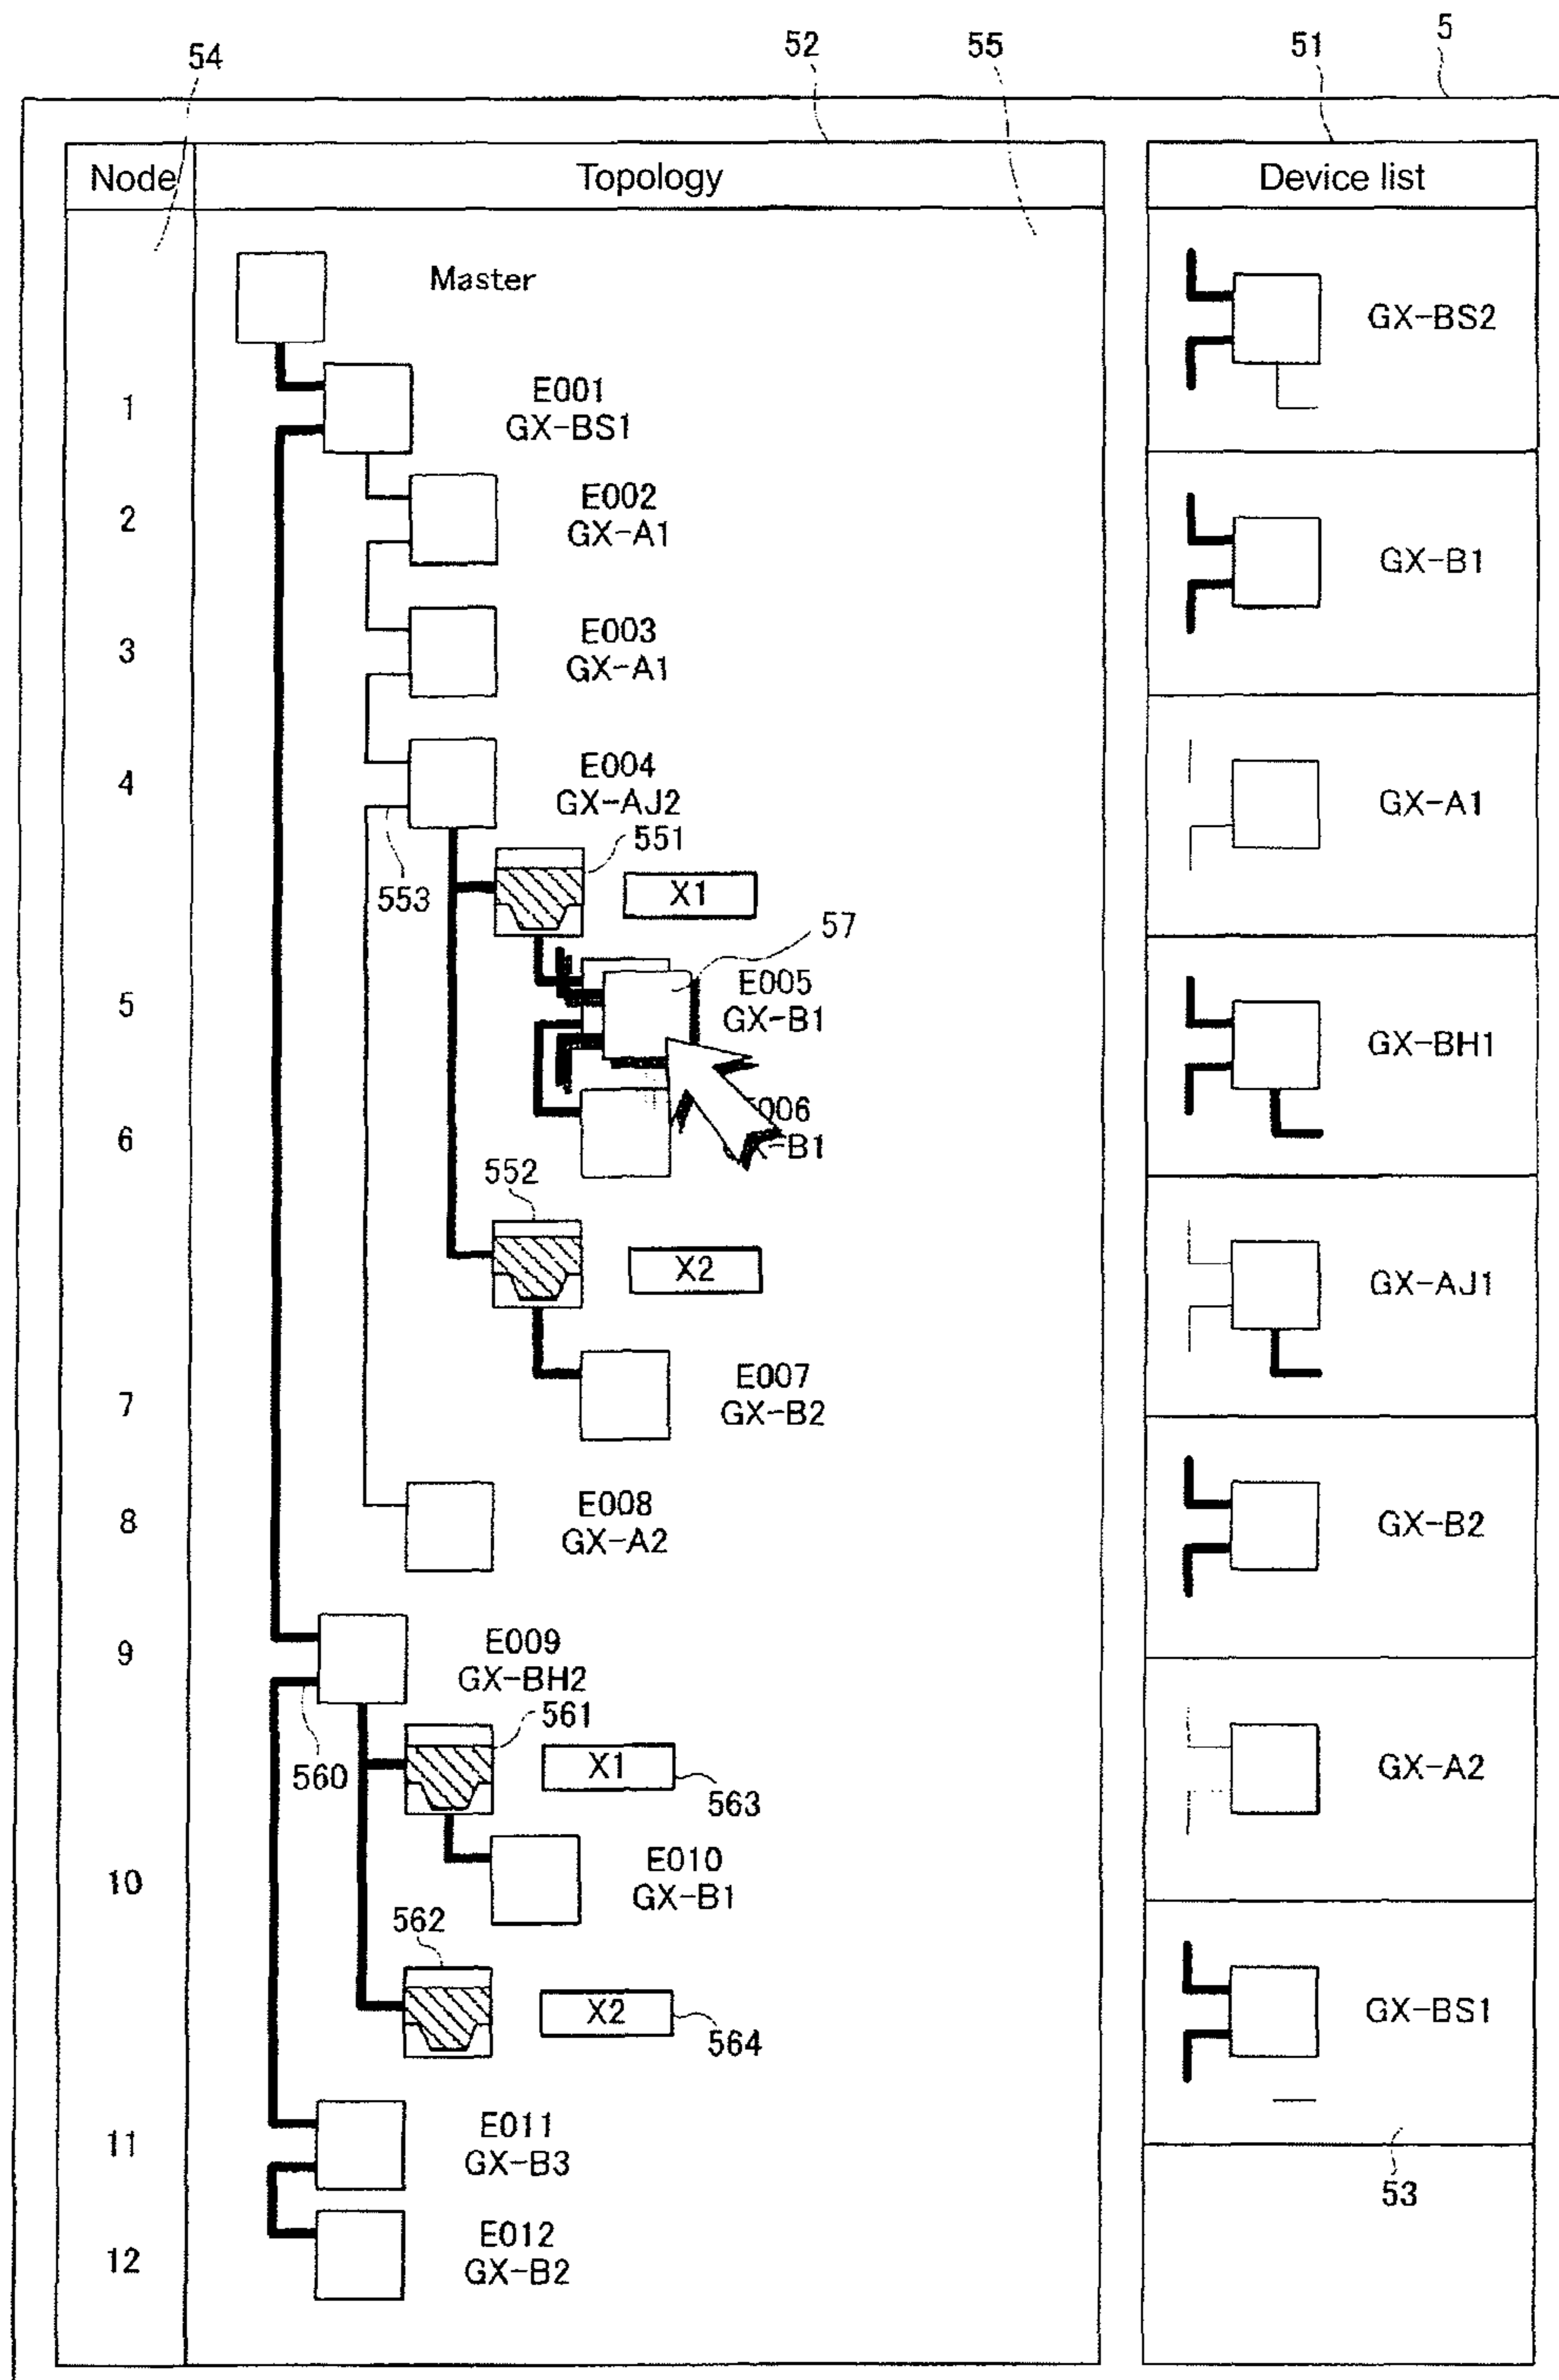 54
52
55
51
5
Node
Topology
Device list
Master
1
E001
GX-BS1
2
E002
GX-A1
3
E003
GX-A1
4
E004
GX-AJ2
551
553
X1
57
5
E005
GX-B1
6
006
B1
552
X2
7
E007
GX-B2
8
E008
GX-A2
9
E009
GX-BH2
561
560
X1
563
10
E010
GX-B1
562
X2
564
11
E011
GX-B3
12
E012
GX-B2
GX-BS2
GX-B1
GX-A1
GX-BH1
GX-AJ1
GX-B2
GX-A2
GX-BS1
53